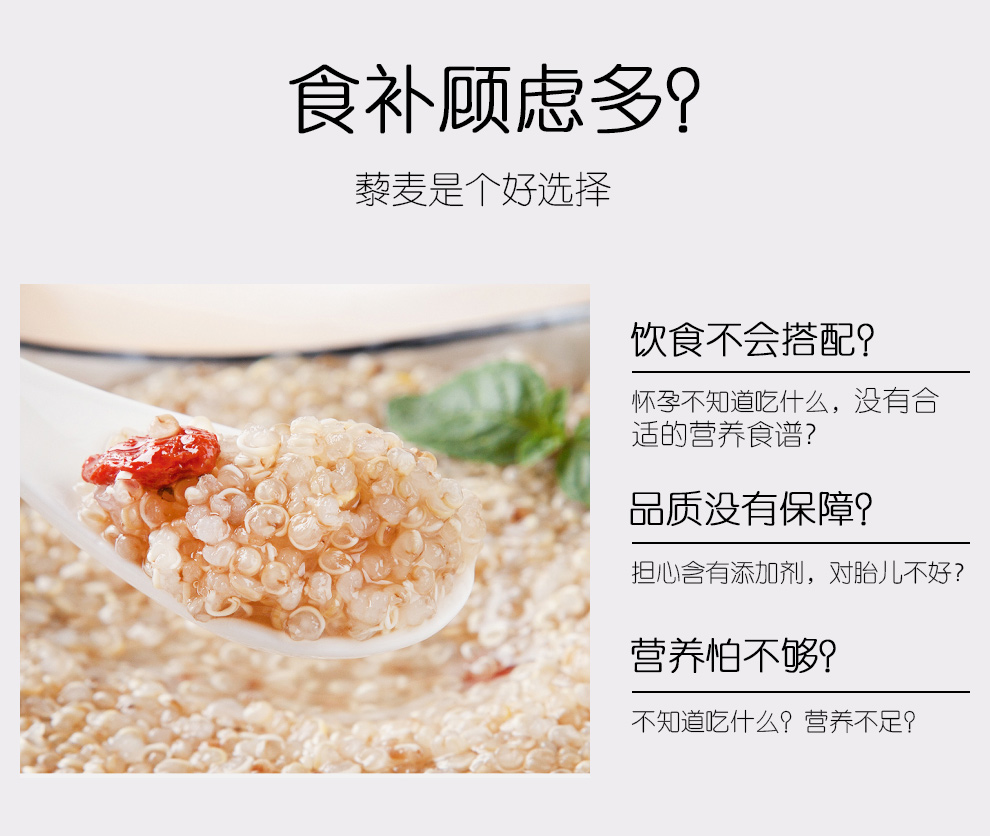 食补顾虑多？
藜麦是个好选择
饮食不会搭配？
怀孕不知道吃什么，没有合
适的营养食谱？
品质没有保障？
担心含有添加剂，对胎儿不好？
营养怕不够？
不知道吃什么？营养不足？